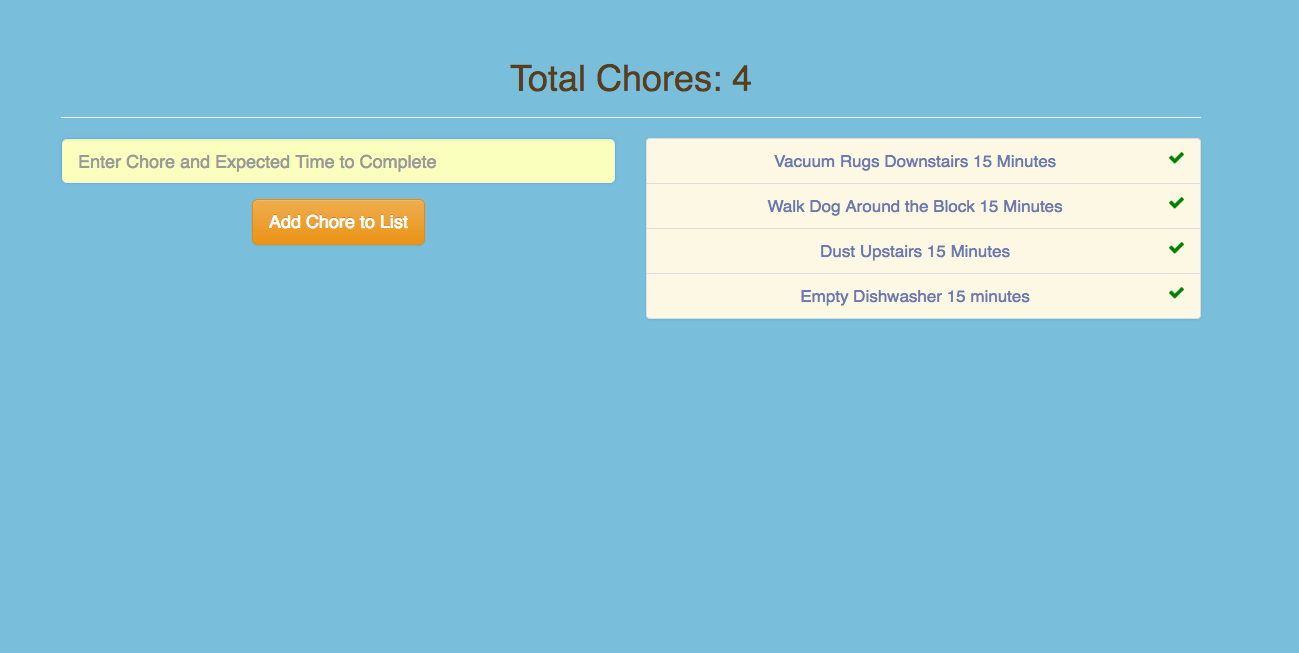 Total Chores: 4
Enter Chore and Expected Time to Complete
Add Chore to List
Vacuum Rugs Downstairs 15 Minutes
Walk Dog Around the Block 15 Minutes
Dust Upstairs 15 Minutes
Empty Dishwasher 15 minutes